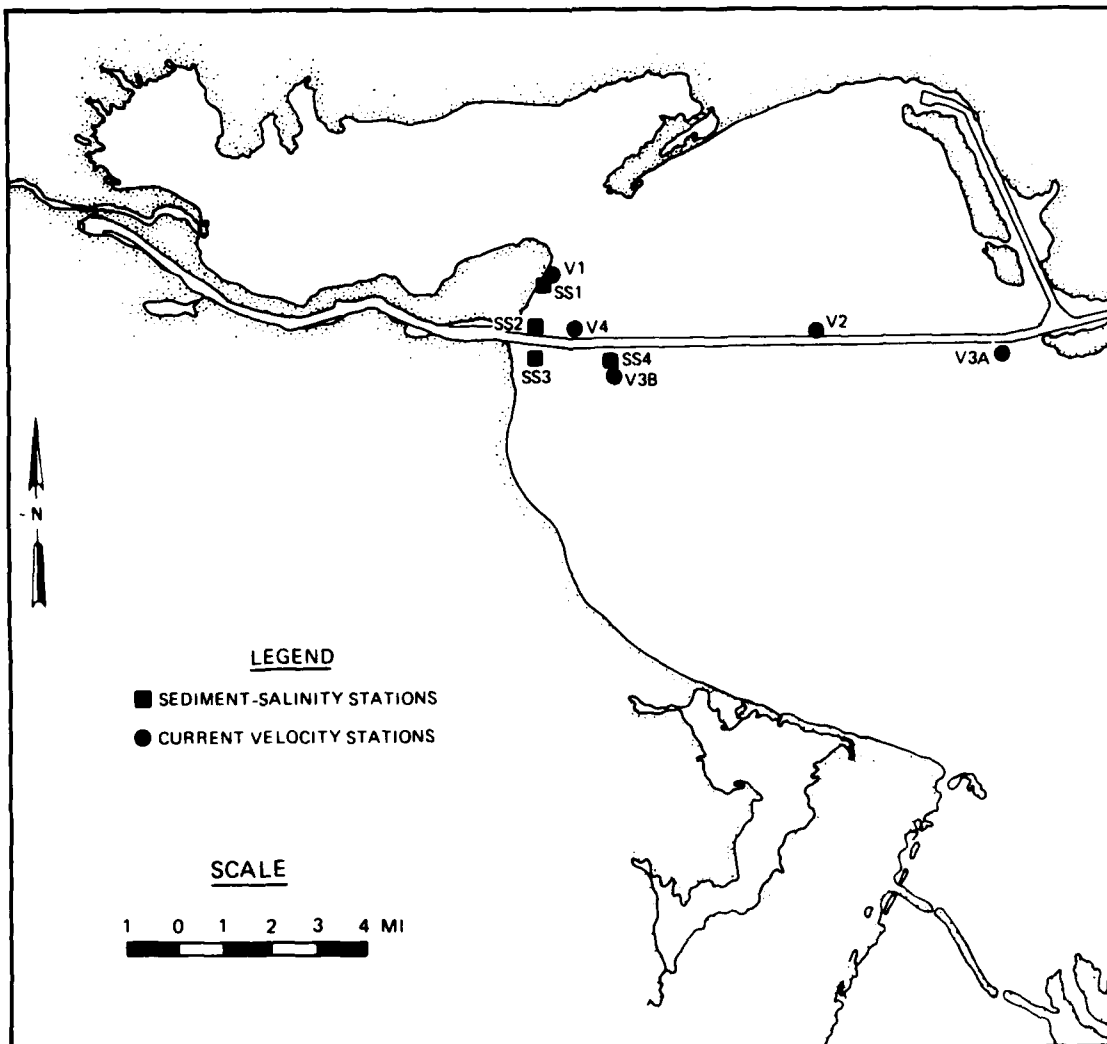 V1
SS1
SS2
V4
V2
SS3
SS4
V3B
V3A
N
LEGEND
SEDIMENT-SALINITY STATIONS
CURRENT VELOCITY STATIONS
SCALE
1 0 1 2 3 4 MI